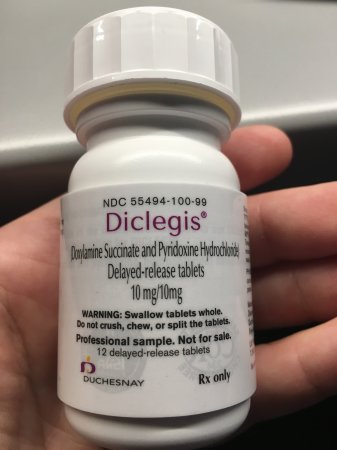 NDC 55494-100-99
Diclegis®
(Doxylamine Succinate and Pyridoxine Hydrochloride)
Delayed-release tablets
10 mg/10mg
WARNING: Swallow tablets whole.
Do not crush, chew, or split the tablets.
Professional sample. Not for sale.
12 delayed-release tablets
DUCHESNAY
Rx only